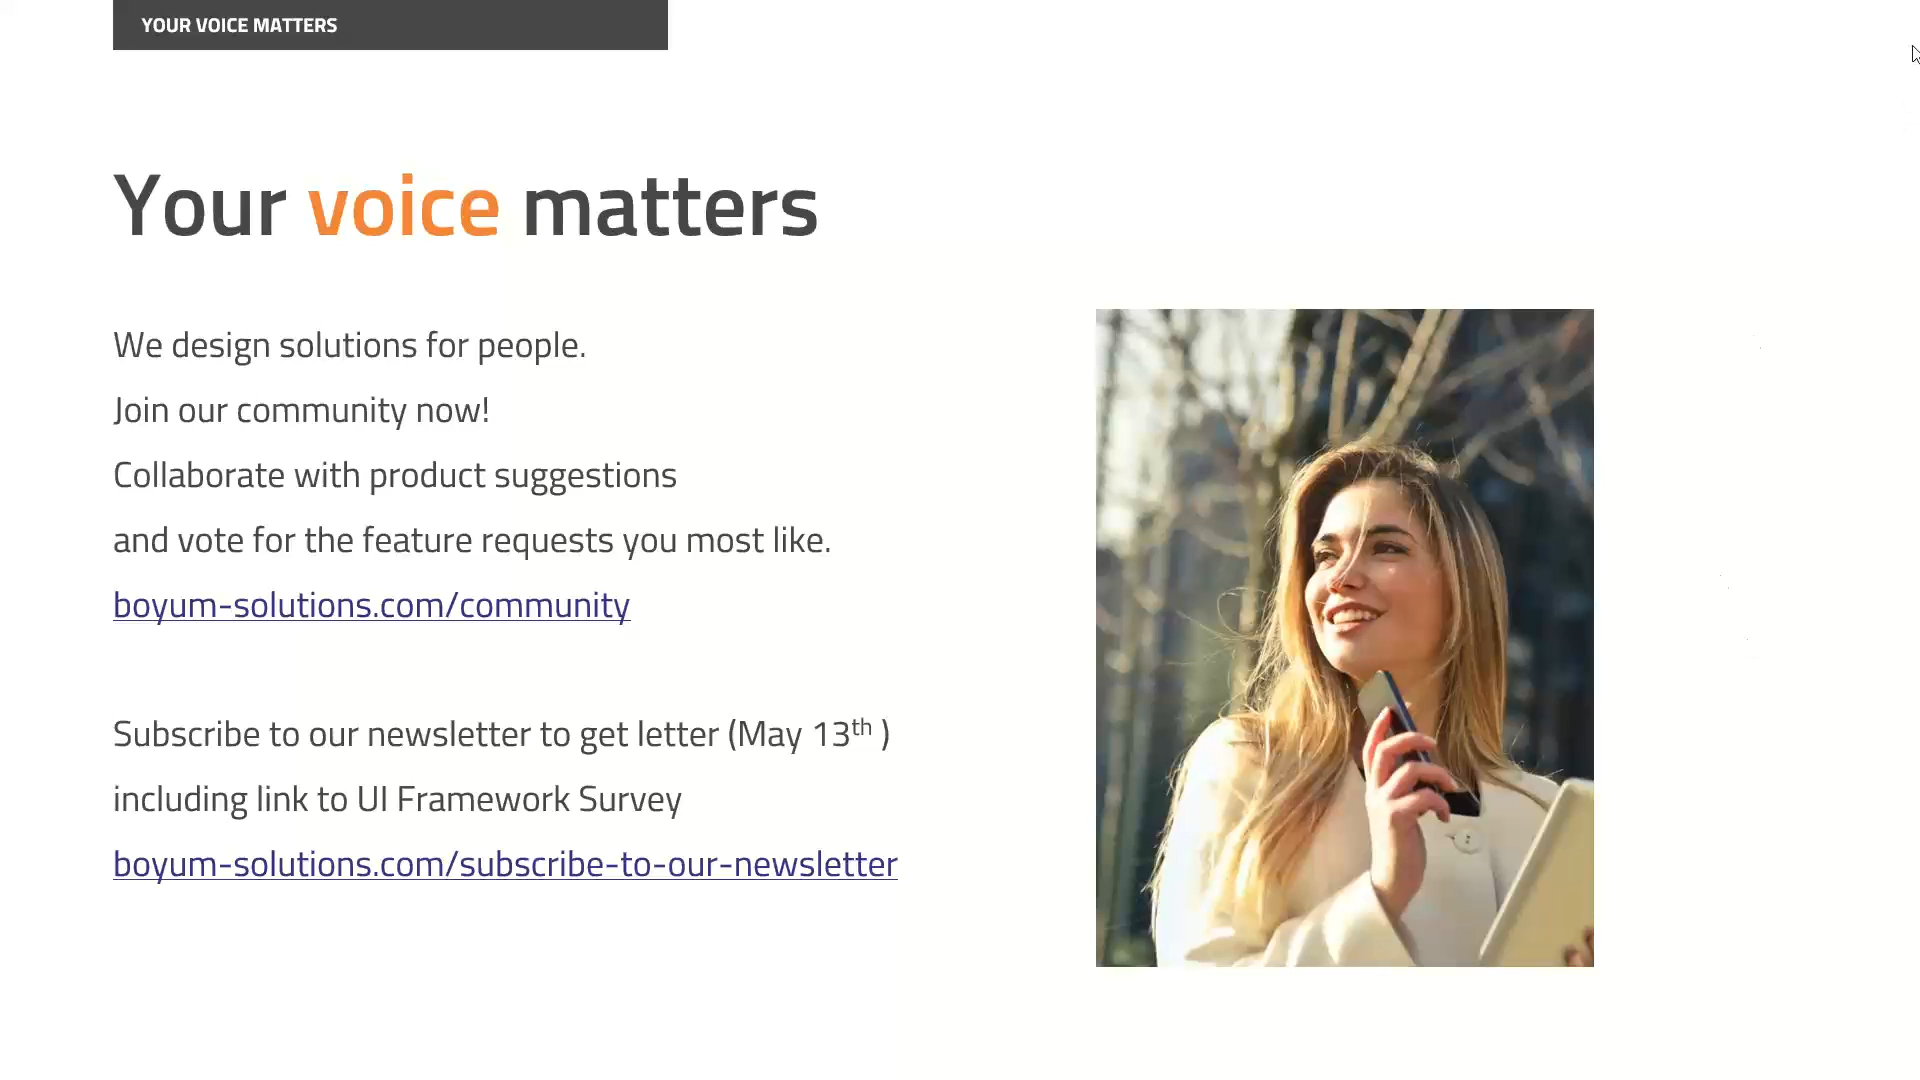 YOUR VOICE MATTERS
Your voice matters
We design solutions for people.
Join our community now!
Collaborate with product suggestions
and vote for the feature requests you most like.
boyum-solutions.com/community
Subscribe to our newsletter to get letter (May 13th )
including link to UI Framework Survey
boyum-solutions.com/subscribe-to-our-newsletter